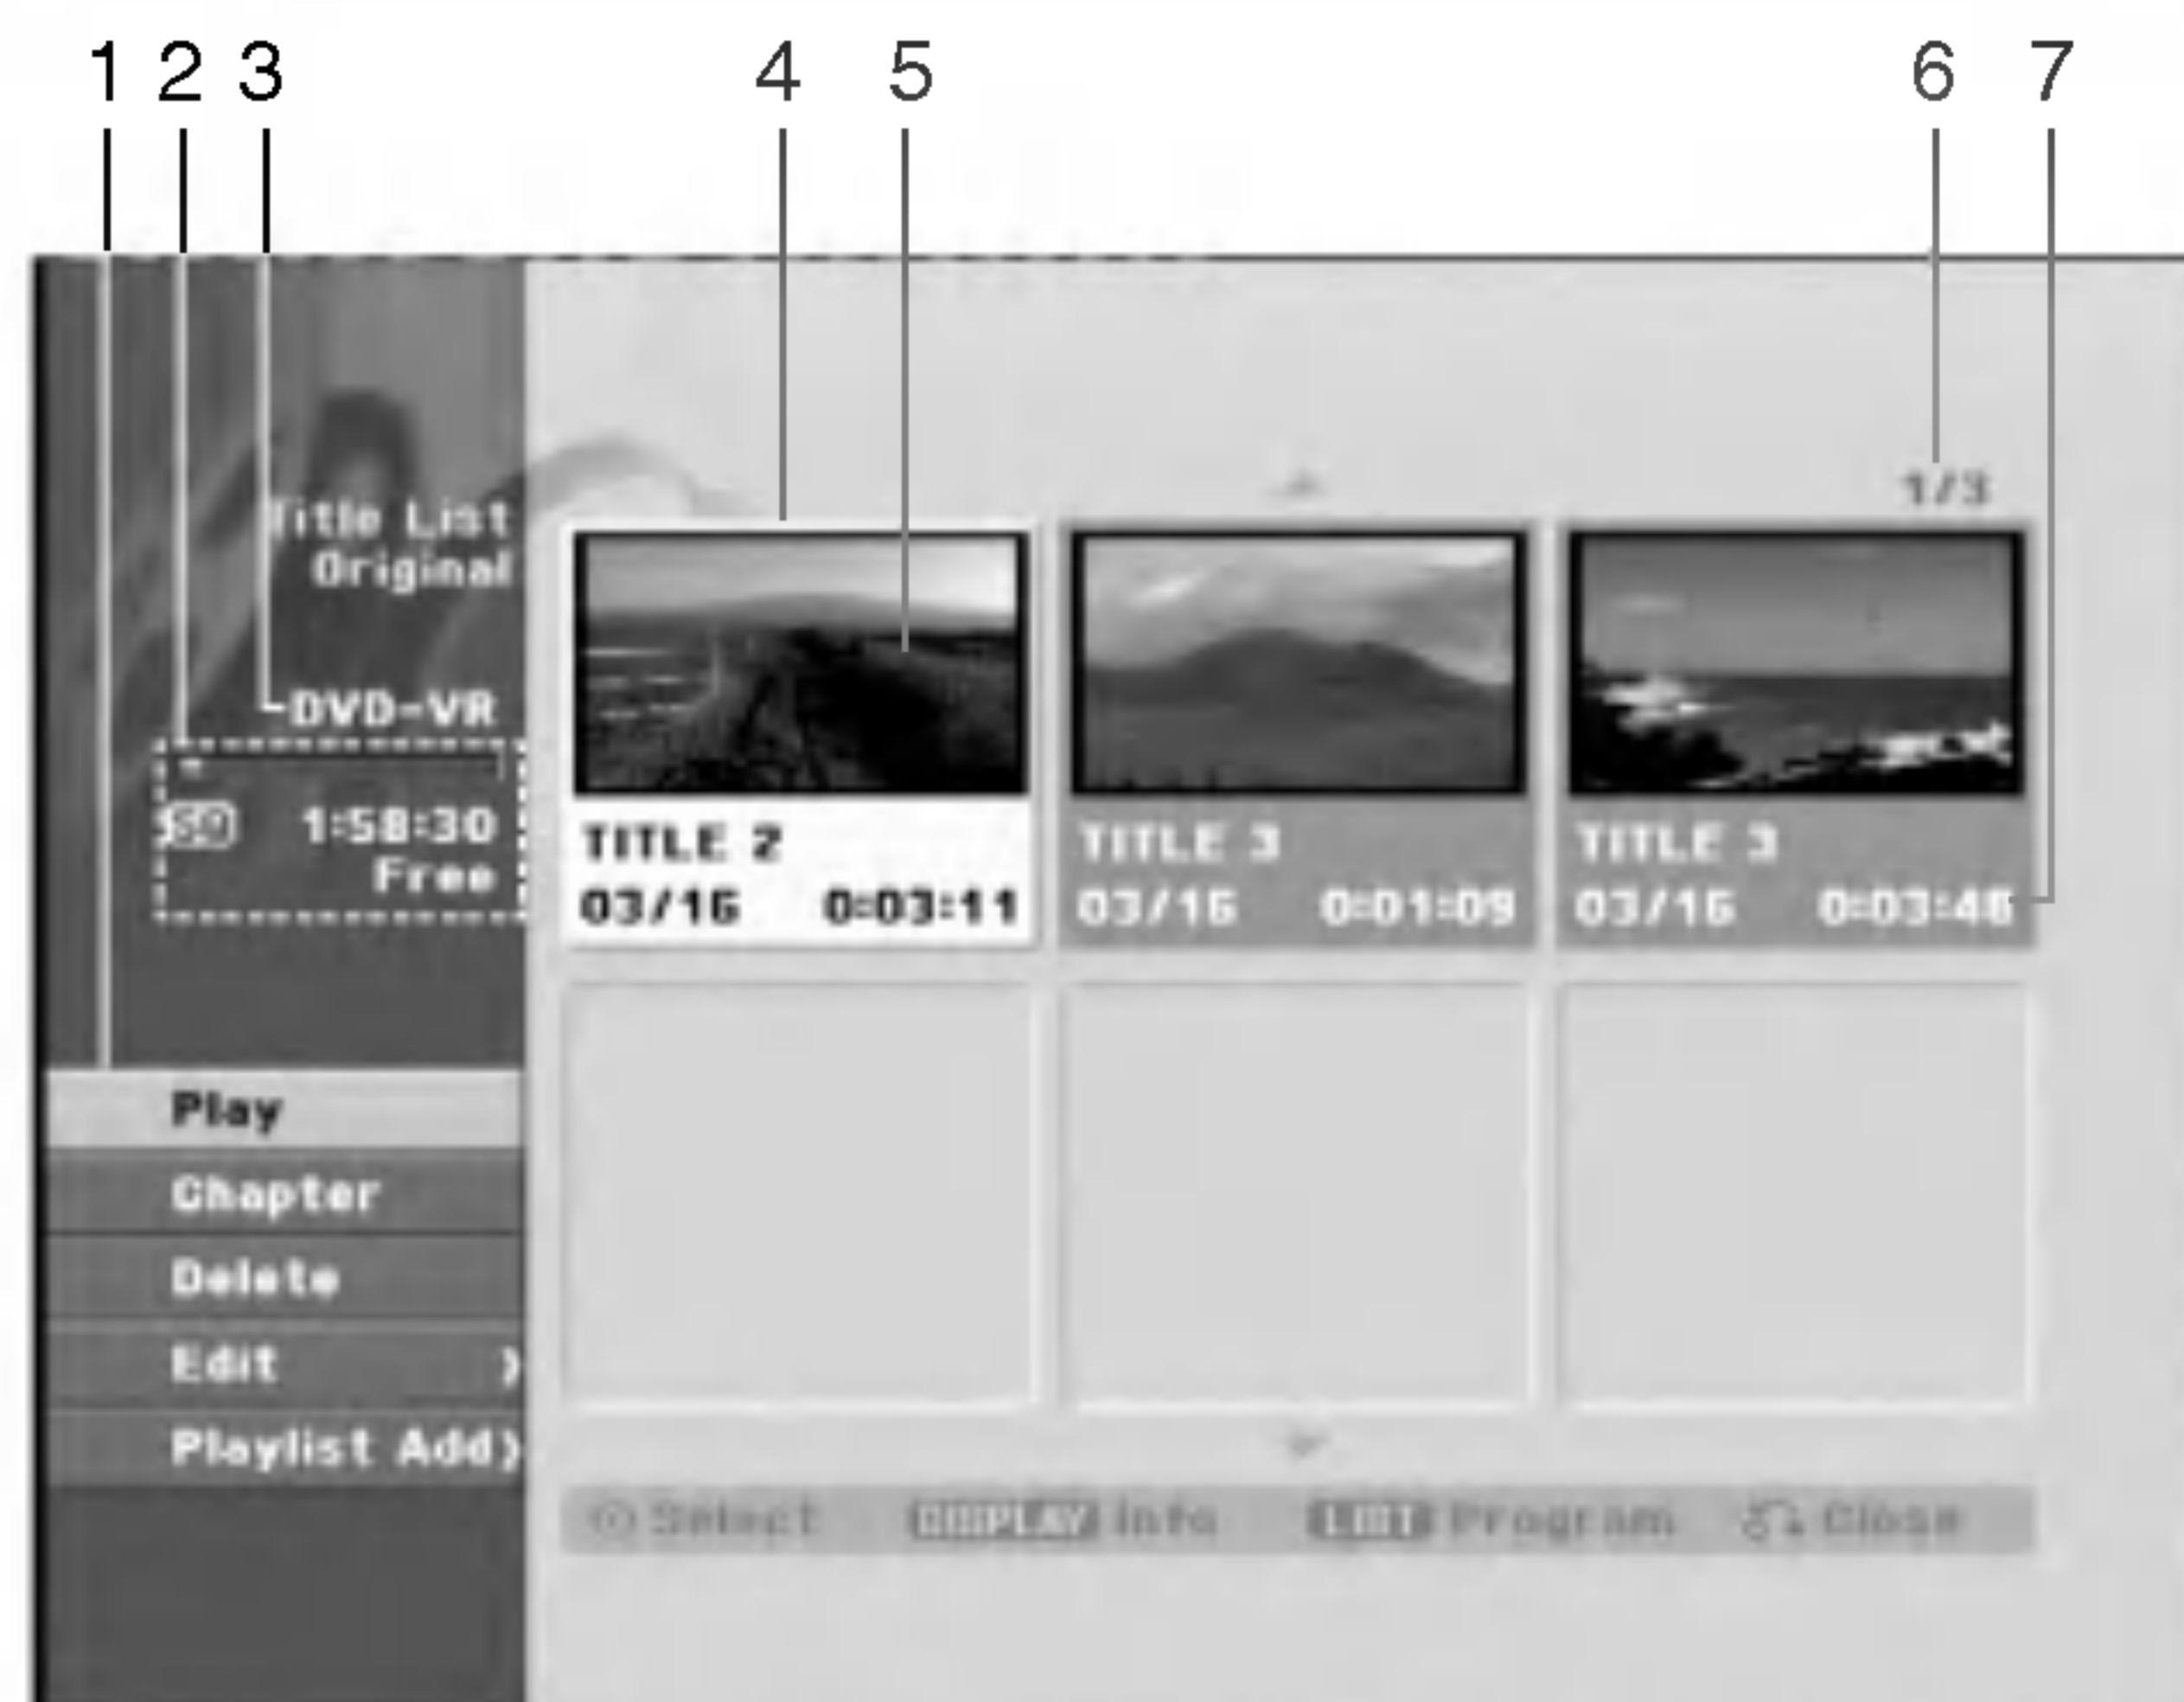 1 2 3 4 5 6 7
Title List
Original
DVD-VR
SQ 1:58:30
Free
Play
Chapter
Delete
Edit
Playlist Add
1/3
TITLE 2
03/16 0:03:11
TITLE 3
03/16 0:01:09
TITLE 3
03/16 0:03:48
Select DISPLAY Info LIST Program Close